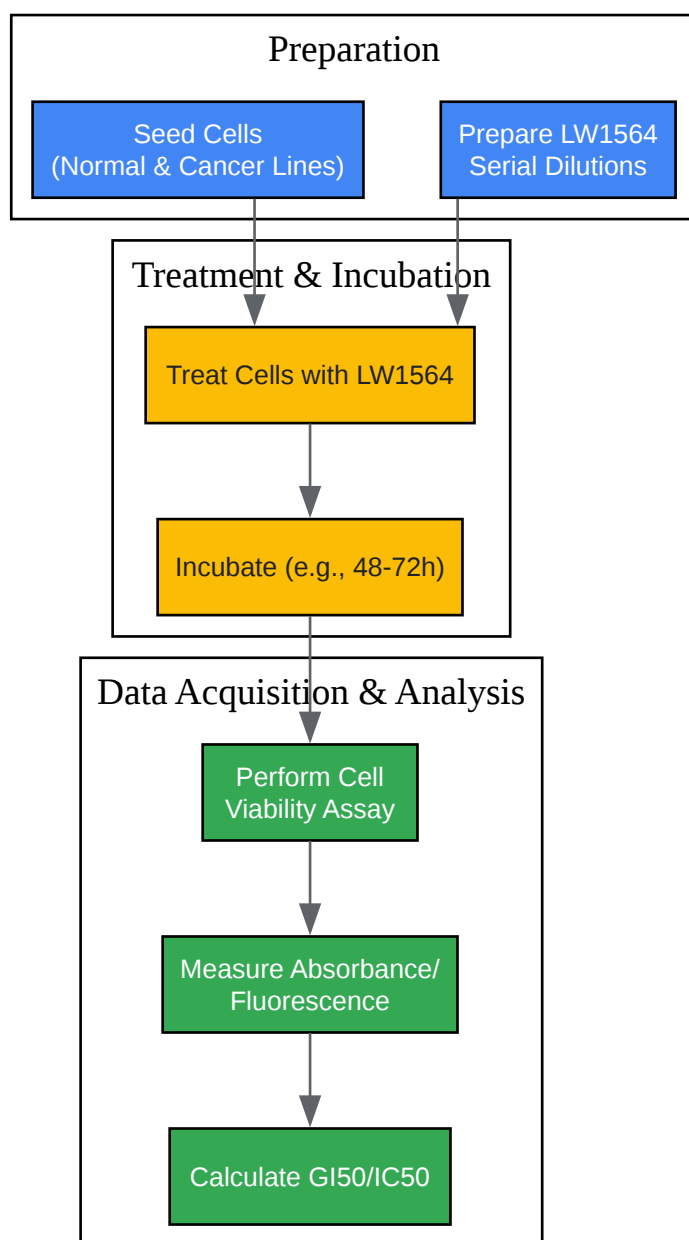 Preparation
Seed Cells
(Normal & Cancer Lines)
Prepare LW1564
Serial Dilutions
Treatment & Incubation
Treat Cells with LW1564
Incubate (e.g., 48-72h)
Data Acquisition & Analysis
Perform Cell
Viability Assay
Measure Absorbance/
Fluorescence
Calculate GI50/IC50